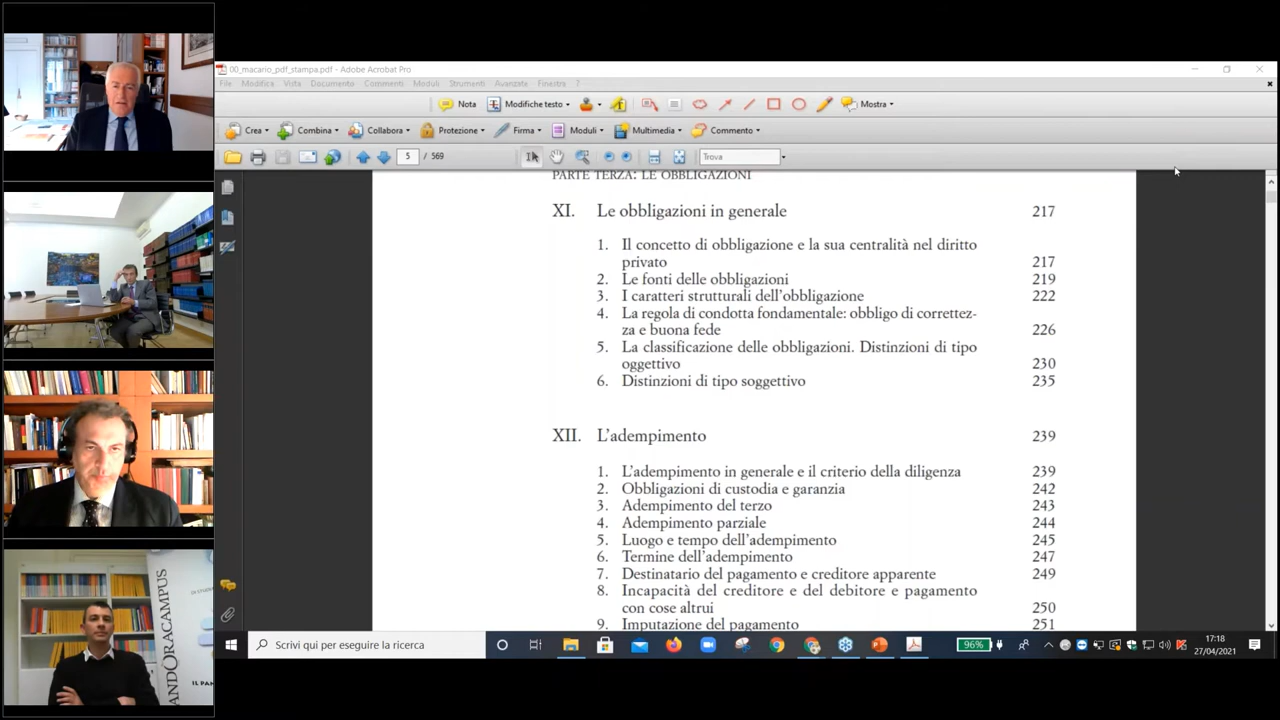 00_macario_pdf_stampa.pdf - Adobe Acrobat Pro
File Modifica Vista Documento Commenti Moduli Strumenti Avanzate Finestra ?
Nota Modifiche testo Mostra
Crea Combina Collabora Protezione Firma Moduli Multimedia Commento
5 / 569 Trova
PARTE TERZA: LE OBBLIGAZIONI
XI. Le obbligazioni in generale 217
1. Il concetto di obbligazione e la sua centralità nel diritto
privato 217
2. Le fonti delle obbligazioni 219
3. I caratteri strutturali dell'obbligazione 222
4. La regola di condotta fondamentale: obbligo di correttez-
za e buona fede 226
5. La classificazione delle obbligazioni. Distinzioni di tipo
oggettivo 230
6. Distinzioni di tipo soggettivo 235
XII. L'adempimento 239
1. L'adempimento in generale e il criterio della diligenza 239
2. Obbligazioni di custodia e garanzia 242
3. Adempimento del terzo 243
4. Adempimento parziale 244
5. Luogo e tempo dell'adempimento 245
6. Termine dell'adempimento 247
7. Destinatario del pagamento e creditore apparente 249
8. Incapacità del creditore e del debitore e pagamento
con cose altrui 250
9. Imputazione del pagamento 251
ANDORACAMPUS
IL PAN
Scrivi qui per eseguire la ricerca
96%
17:18
27/04/2021